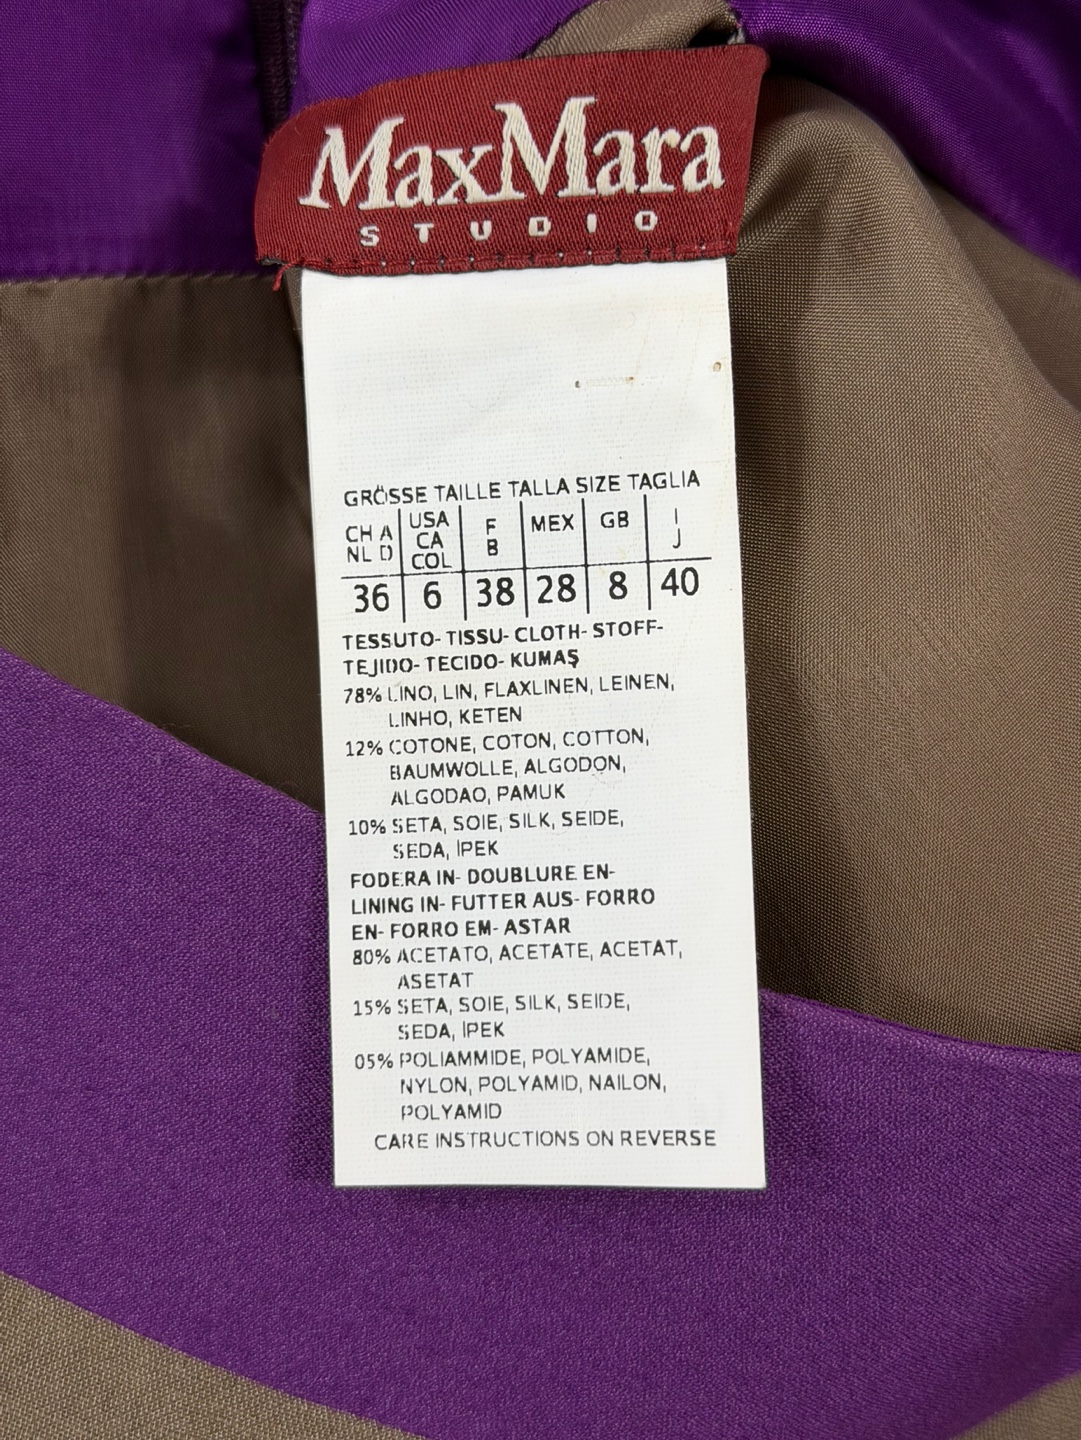 MaxMara
STUDIO
GRÖSSE TAILLE TALLA SIZE TAGLIA
CH A NL D USA CA COL F B MEX GB I J
36 6 38 28 8 40
TESSUTO- TISSU- CLOTH- STOFF-
TEJIDO- TECIDO- KUMAŞ
78% LINO, LIN, FLAXLINEN, LEINEN,
LINHO, KETEN
12% COTONE, COTON, COTTON,
BAUMWOLLE, ALGODON,
ALGODAO, PAMUK
10% SETA, SOIE, SILK, SEIDE,
SEDA, İPEK
FODERA IN- DOUBLURE EN-
LINING IN- FUTTER AUS- FORRO
EN- FORRO EM- ASTAR
80% ACETATO, ACETATE, ACETAT,
ASETAT
15% SETA, SOIE, SILK, SEIDE,
SEDA, İPEK
05% POLIAMMIDE, POLYAMIDE,
NYLON, POLYAMID, NAILON,
POLYAMID
CARE INSTRUCTIONS ON REVERSE